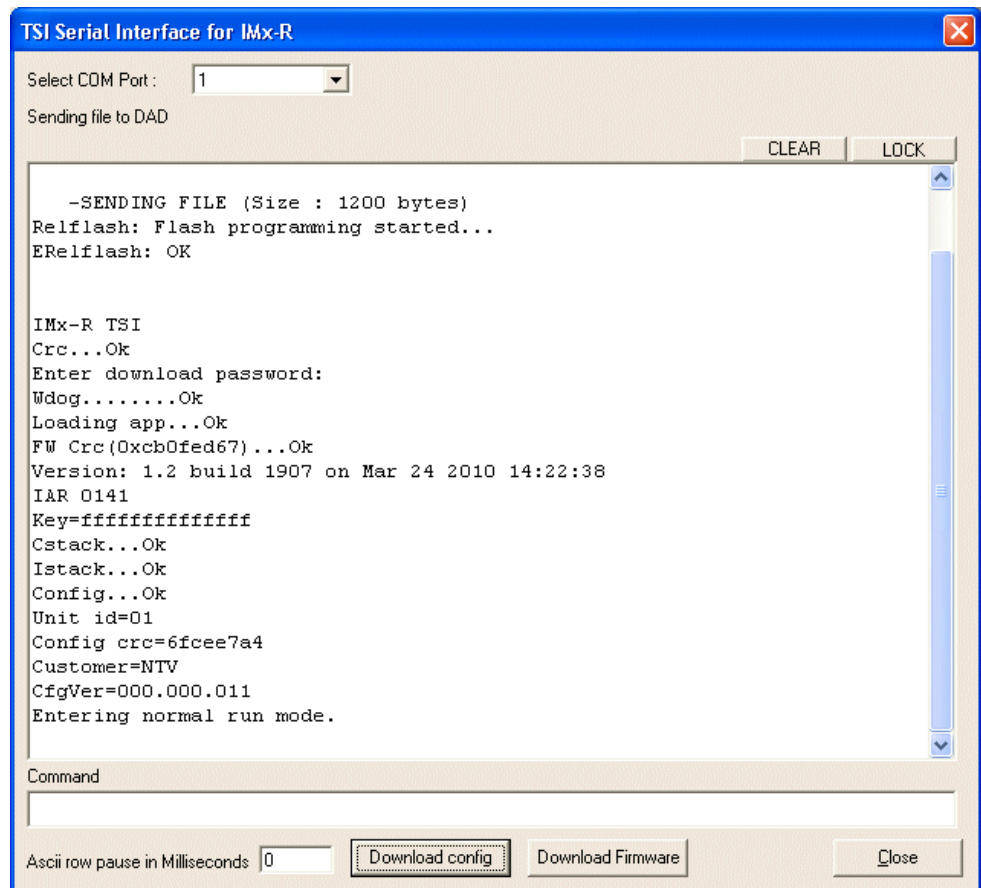 TSI Serial Interface for IMx-R
Select COM Port : 1
Sending file to DAD
CLEAR LOCK
-SENDING FILE (Size : 1200 bytes)
Relflash: Flash programming started...
ERelflash: OK
IMx-R TSI
Crc...Ok
Enter download password:
Wdog........Ok
Loading app...Ok
FW Crc(0xcb0fed67)...Ok
Version: 1.2 build 1907 on Mar 24 2010 14:22:38
IAR 0141
Key=ffffffffffffff
Cstack...Ok
Istack...Ok
Config...Ok
Unit id=01
Config crc=6fcee7a4
Customer=NTV
CfgVer=000.000.011
Entering normal run mode.
Command
Ascii row pause in Milliseconds 0 Download config Download Firmware Close